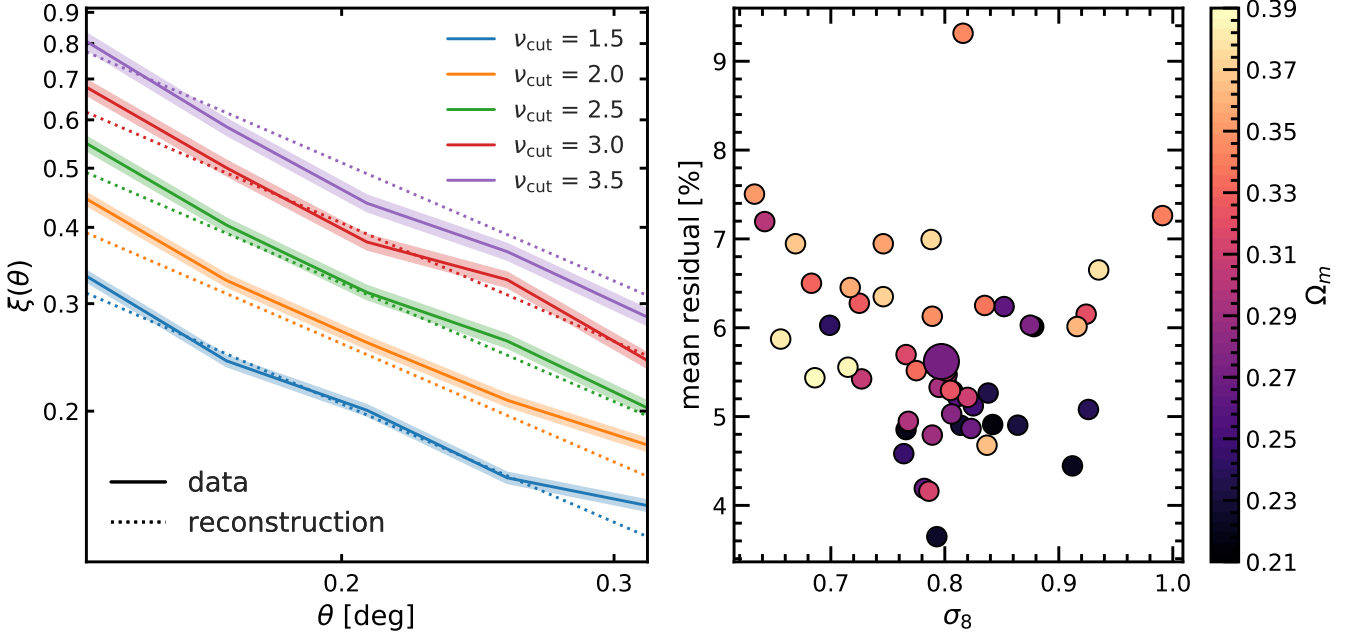 0.9
0.8
0.7
0.6
0.5
0.4
0.3
0.2
ξ(θ)
ν_cut = 1.5
ν_cut = 2.0
ν_cut = 2.5
ν_cut = 3.0
ν_cut = 3.5
data
reconstruction
0.2
0.3
θ [deg]
9
8
7
6
5
4
mean residual [%]
0.7
0.8
0.9
1.0
σ₈
0.39
0.37
0.35
0.33
0.31
0.29
0.27
0.25
0.23
0.21
Ω_m